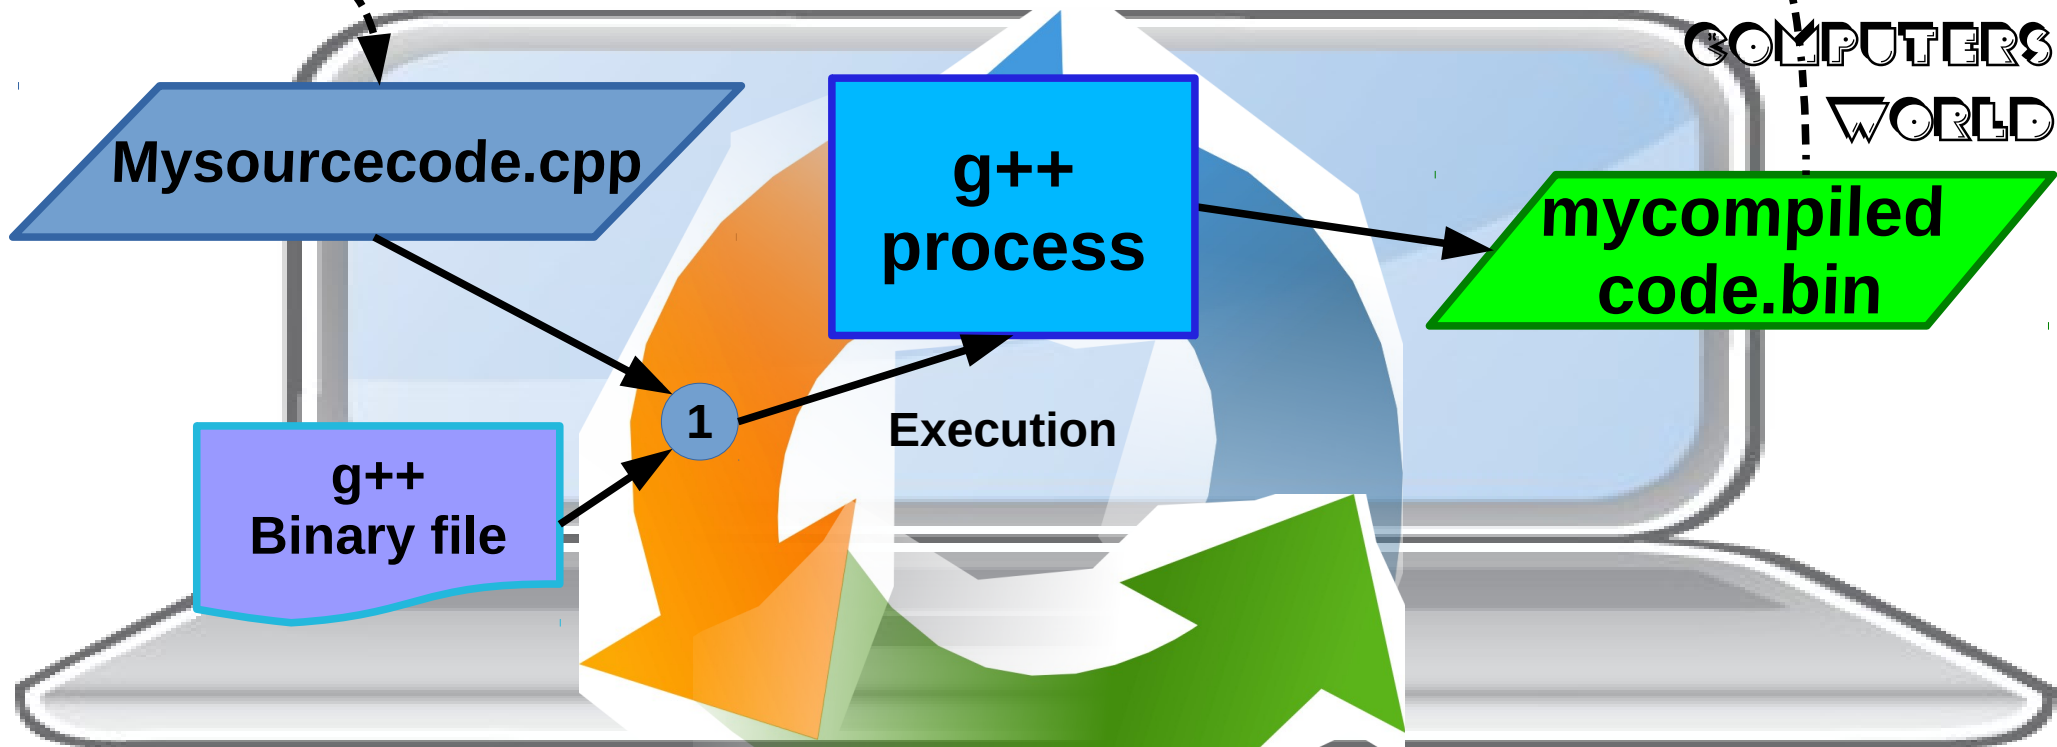 COMPUTERS
WORLD
Mysourcecode.cpp
g++
process
mycompiled
code.bin
1
Execution
g++
Binary file